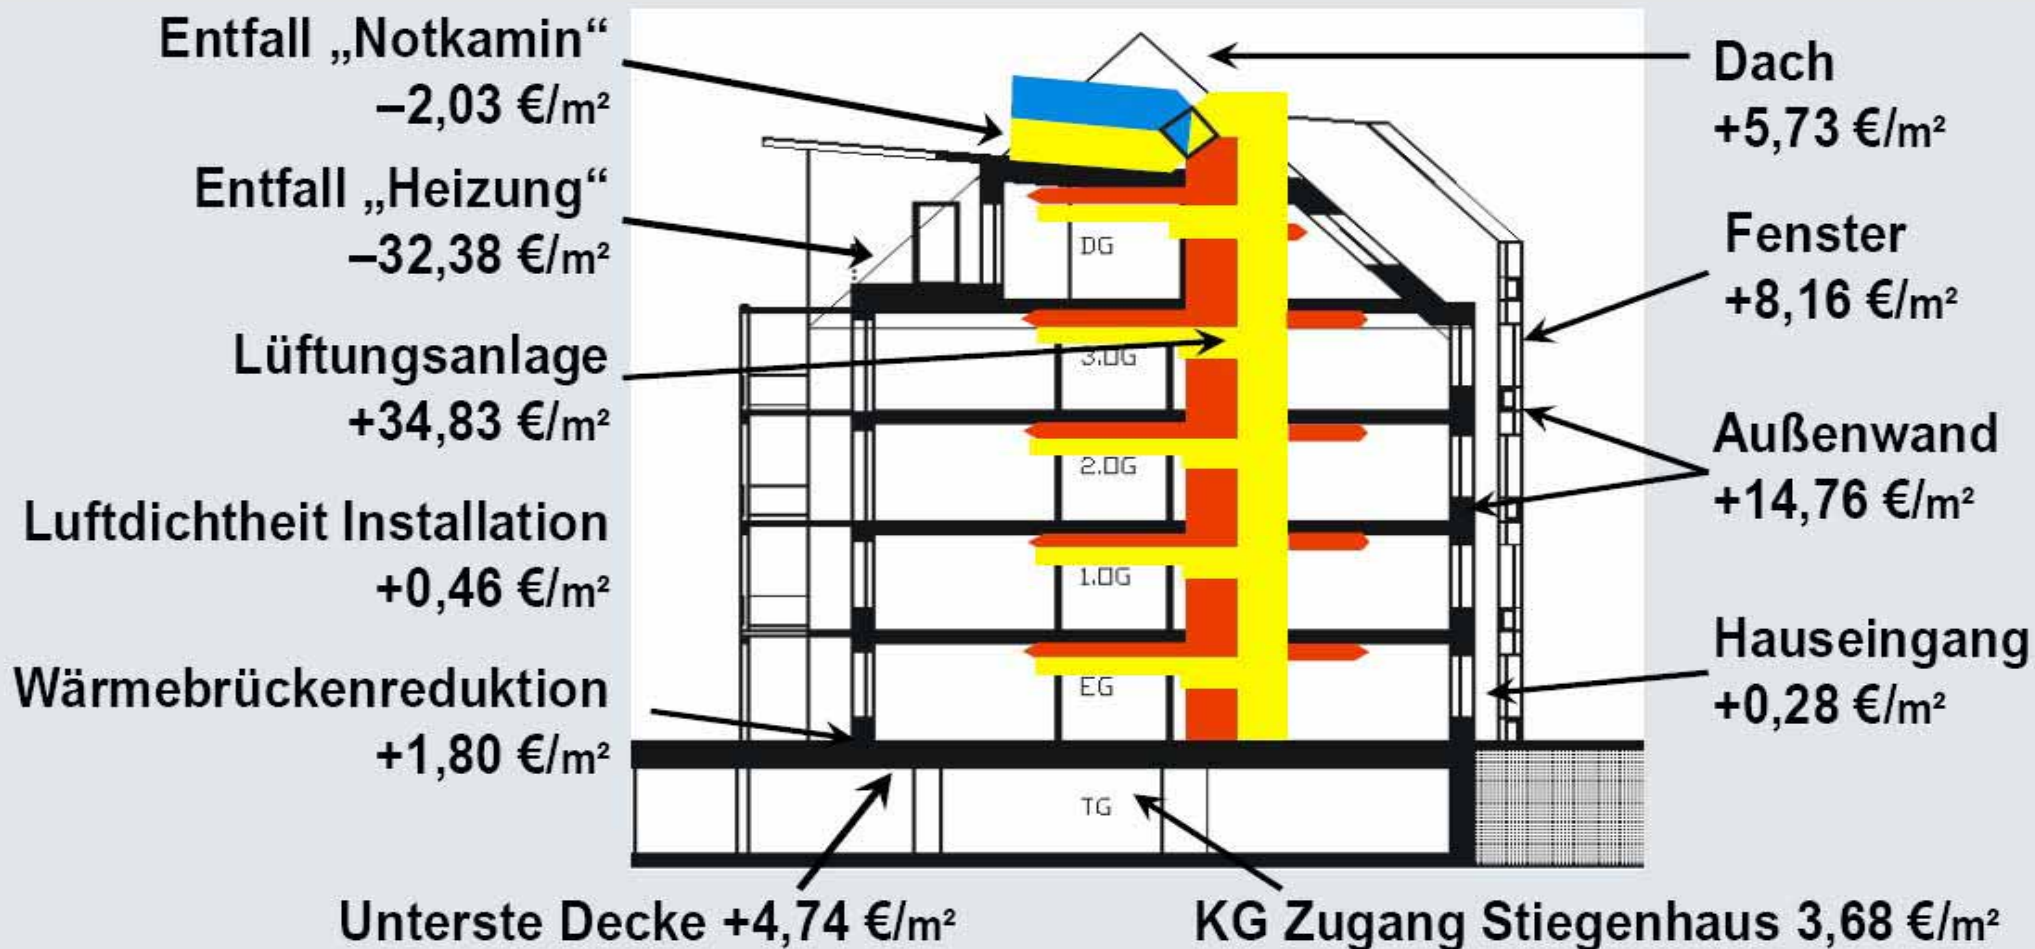 Entfall „Notkamin“
–2,03 €/m²
Entfall „Heizung“
–32,38 €/m²
Lüftungsanlage
+34,83 €/m²
Luftdichtheit Installation
+0,46 €/m²
Wärmebrückenreduktion
+1,80 €/m²
Unterste Decke +4,74 €/m²
DG
3.OG
2.OG
1.OG
EG
TG
Dach
+5,73 €/m²
Fenster
+8,16 €/m²
Außenwand
+14,76 €/m²
Hauseingang
+0,28 €/m²
KG Zugang Stiegenhaus 3,68 €/m²